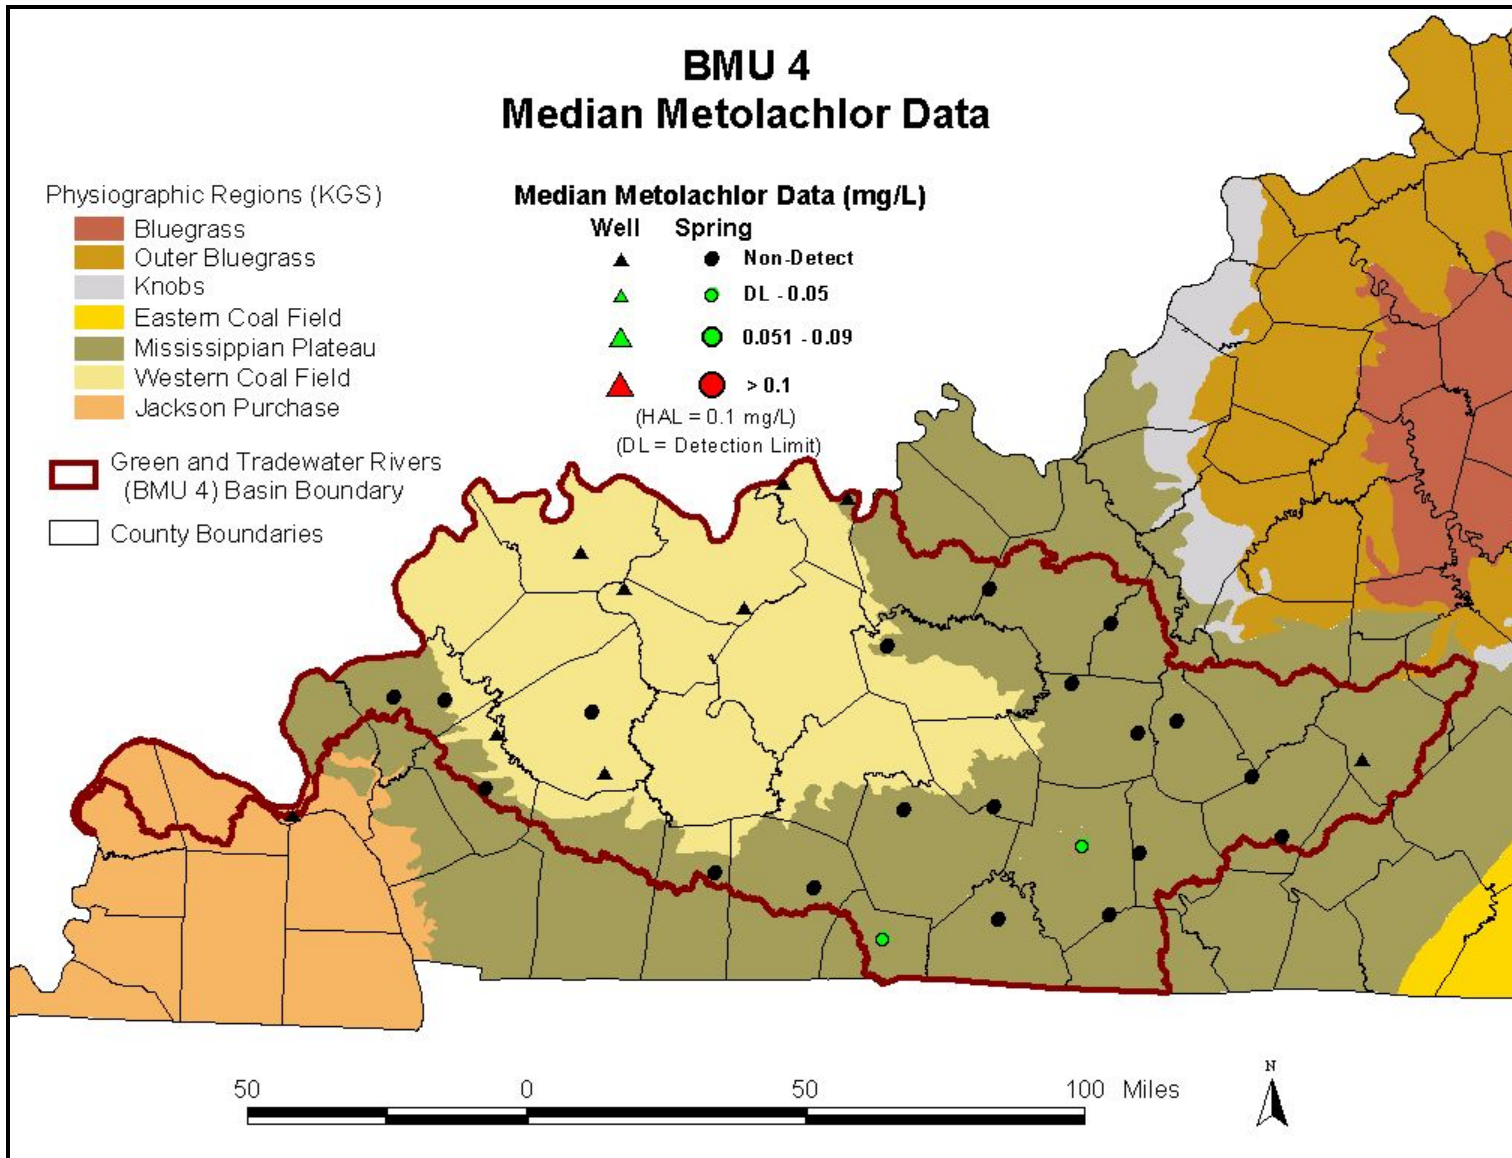 BMU 4
Median Metolachlor Data
Physiographic Regions (KGS)
Bluegrass
Outer Bluegrass
Knobs
Eastern Coal Field
Mississippian Plateau
Western Coal Field
Jackson Purchase
Green and Tradewater Rivers
(BMU 4) Basin Boundary
County Boundaries
Median Metolachlor Data (mg/L)
Well Spring
Non-Detect
DL - 0.05
0.051 - 0.09
> 0.1
(HAL = 0.1 mg/L)
(DL = Detection Limit)
50 0 50 100 Miles
N